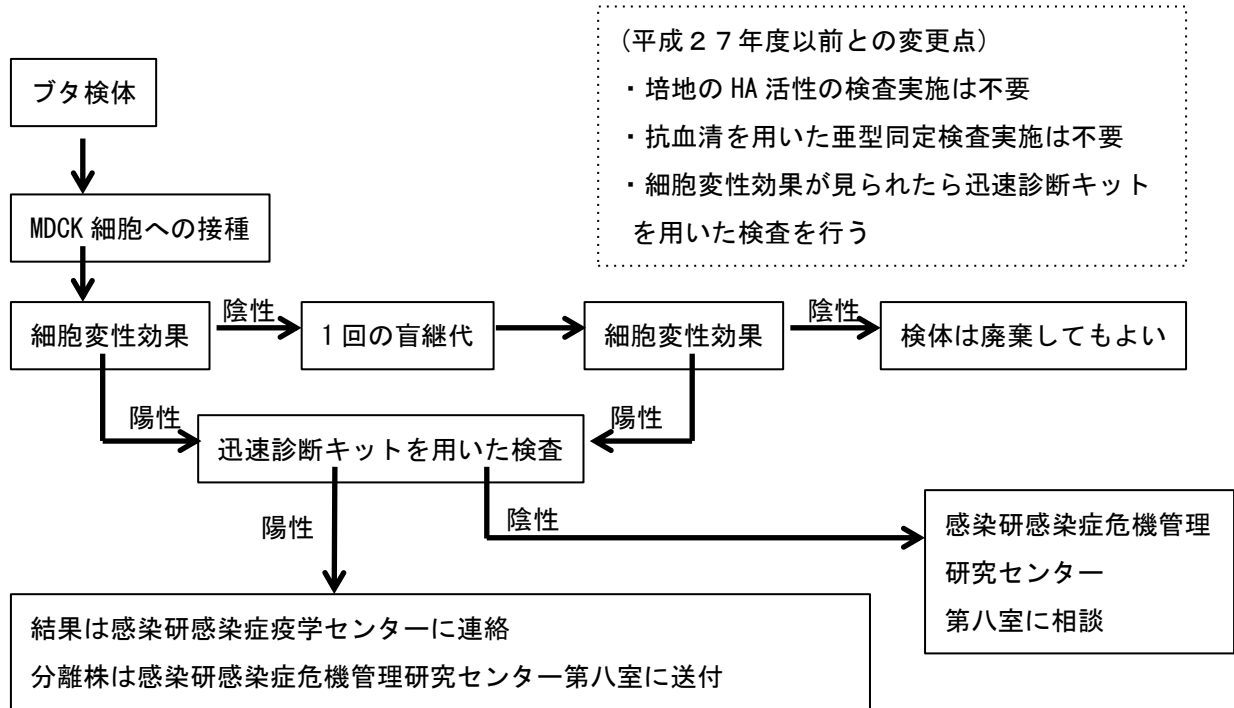 (平成２７年度以前との変更点)
・培地の HA 活性の検査実施は不要
・抗血清を用いた亜型同定検査実施は不要
・細胞変性効果が見られたら迅速診断キット
を用いた検査を行う
ブタ検体
MDCK 細胞への接種
細胞変性効果
陰性
１回の盲継代
細胞変性効果
陰性
検体は廃棄してもよい
陽性
陽性
迅速診断キットを用いた検査
陽性
陰性
感染研感染症危機管理
研究センター
第八室に相談
結果は感染研感染症疫学センターに連絡
分離株は感染研感染症危機管理研究センター第八室に送付